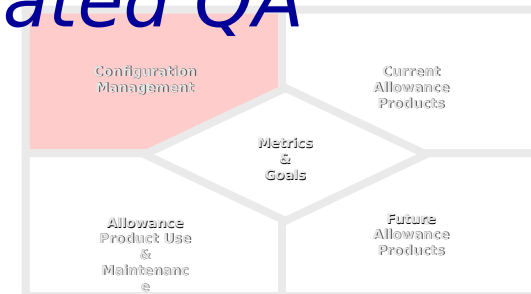 ated QA
Configuration
Management
Current
Allowance
Products
Metrics
&
Goals
Allowance
Product Use
&
Maintenanc
e
Future
Allowance
Products